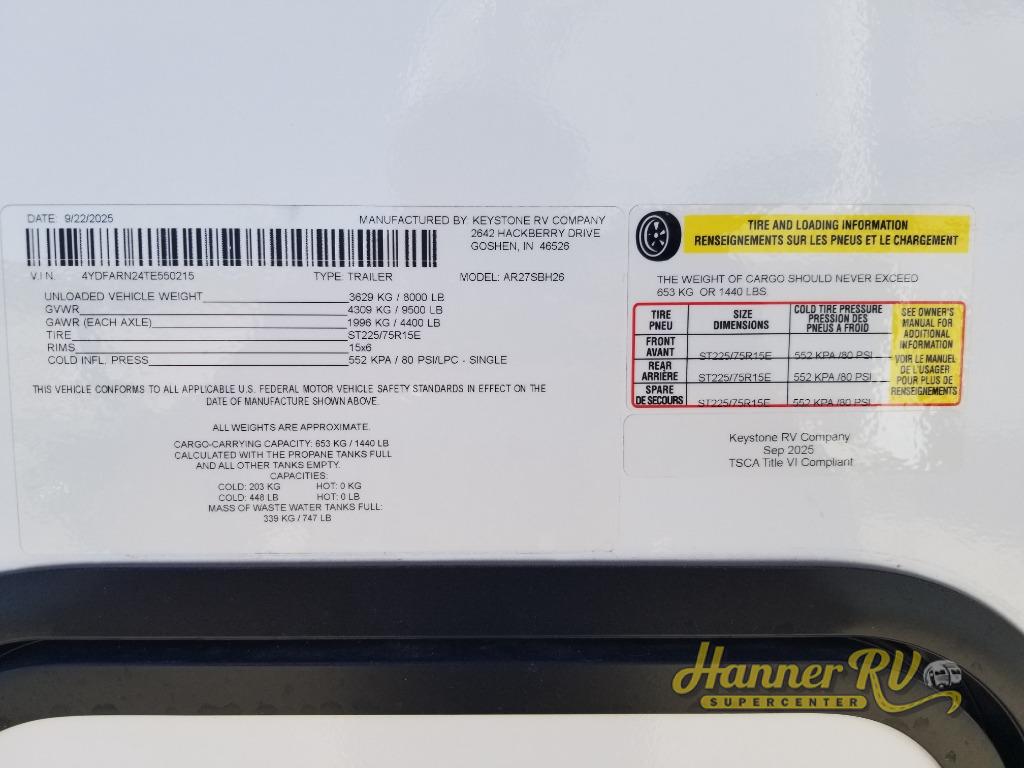 DATE: 9/22/2025
MANUFACTURED BY KEYSTONE RV COMPANY
2642 HACKBERRY DRIVE
GOSHEN, IN 46526
V.I.N. 4YDFARN24TE550215 TYPE: TRAILER MODEL: AR27SBH26
UNLOADED VEHICLE WEIGHT 3629 KG / 8000 LB
GVWR 4309 KG / 9500 LB
GAWR (EACH AXLE) 1996 KG / 4400 LB
TIRE ST225/75R15E
RIMS 15x6
COLD INFL. PRESS 552 KPA / 80 PSI/LPC - SINGLE
THIS VEHICLE CONFORMS TO ALL APPLICABLE U.S. FEDERAL MOTOR VEHICLE SAFETY STANDARDS IN EFFECT ON THE
DATE OF MANUFACTURE SHOWN ABOVE.
ALL WEIGHTS ARE APPROXIMATE.
CARGO-CARRYING CAPACITY: 653 KG / 1440 LB
CALCULATED WITH THE PROPANE TANKS FULL
AND ALL OTHER TANKS EMPTY.
CAPACITIES:
COLD: 203 KG HOT: 0 KG
COLD: 448 LB HOT: 0 LB
MASS OF WASTE WATER TANKS FULL:
339 KG / 747 LB
TIRE AND LOADING INFORMATION
RENSEIGNEMENTS SUR LES PNEUS ET LE CHARGEMENT
THE WEIGHT OF CARGO SHOULD NEVER EXCEED
653 KG OR 1440 LBS.
TIRE
PNEU
SIZE
DIMENSIONS
COLD TIRE PRESSURE
PRESSION DES
PNEUS A FROID
FRONT
AVANT
ST225/75R15E 552 KPA /80 PSI
REAR
ARRIÈRE
ST225/75R15E 552 KPA /80 PSI
SPARE
DE SECOURS
ST225/75R15E 552 KPA /80 PSI
SEE OWNER'S
MANUAL FOR
ADDITIONAL
INFORMATION
VOIR LE MANUEL
DE L'USAGER
POUR PLUS DE
RENSEIGNEMENTS
Keystone RV Company
Sep 2025
TSCA Title VI Compliant
Hanner RV
SUPERCENTER